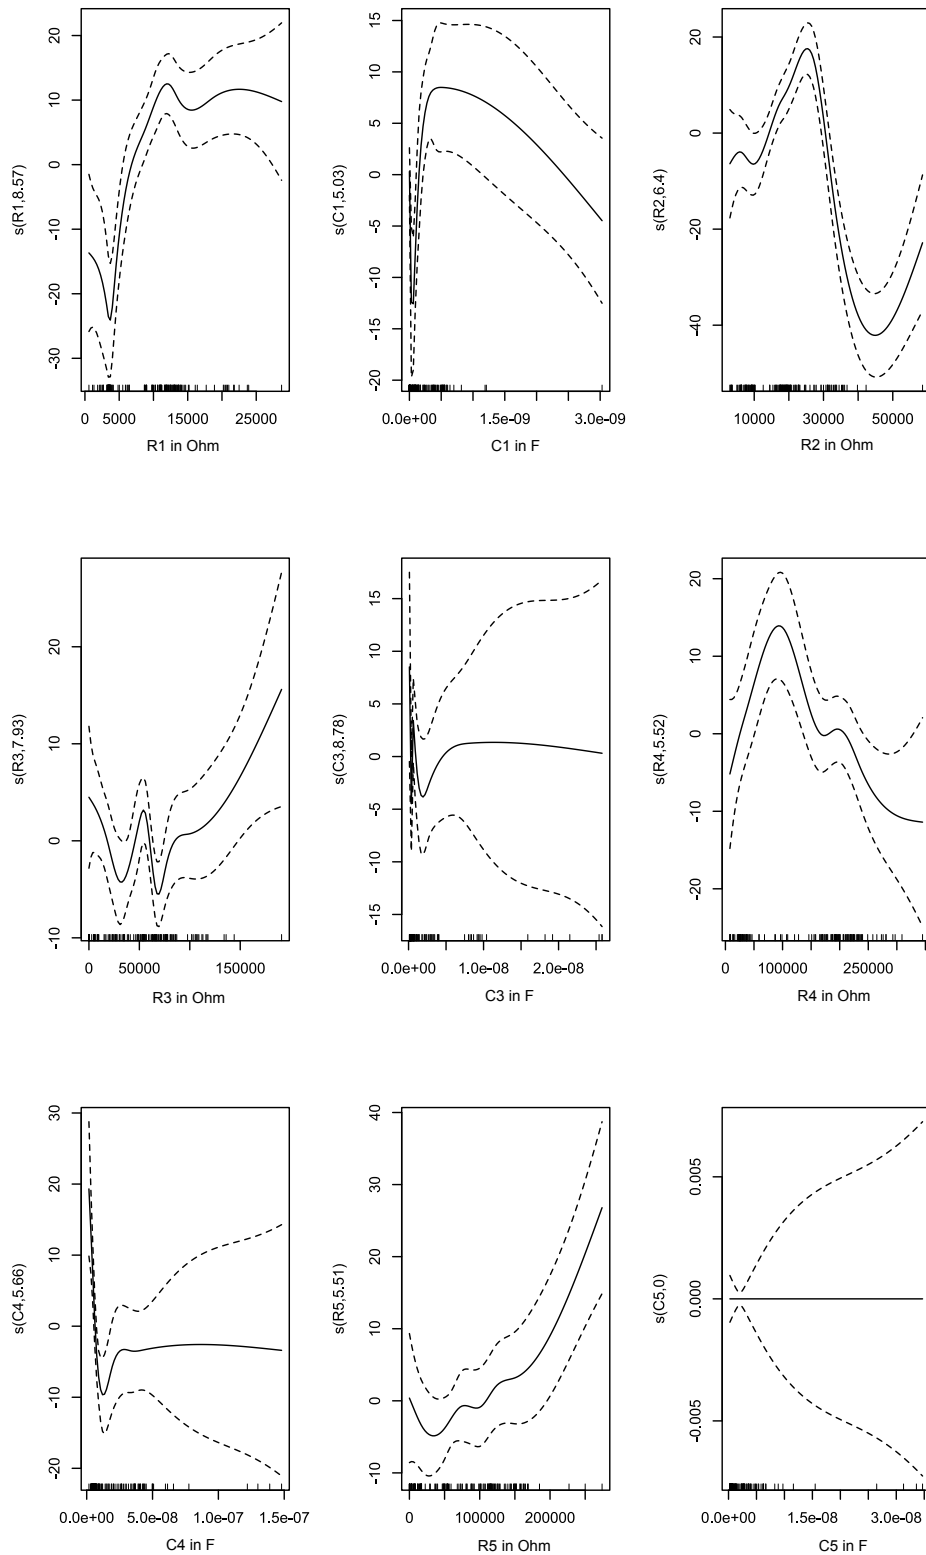 s(R1,8.57)
20
10
0
-10
-20
-30
0 5000 15000 25000
R1 in Ohm
s(C1,5.03)
15
10
5
0
-5
-10
-15
-20
0.0e+00 1.5e-09 3.0e-09
C1 in F
s(R2,6.4)
20
0
-20
-40
10000 30000 50000
R2 in Ohm
s(R3,7.93)
20
10
0
-10
0 50000 150000
R3 in Ohm
s(C3,8.78)
15
10
5
0
-5
-10
-15
0.0e+00 1.0e-08 2.0e-08
C3 in F
s(R4,5.52)
20
10
0
-10
-20
0 100000 250000
R4 in Ohm
s(C4,5.66)
30
20
10
0
-10
-20
0.0e+00 5.0e-08 1.0e-07 1.5e-07
C4 in F
s(R5,5.51)
40
30
20
10
0
-10
0 100000 200000
R5 in Ohm
s(C5,0)
0.005
0.000
-0.005
0.0e+00 1.5e-08 3.0e-08
C5 in F